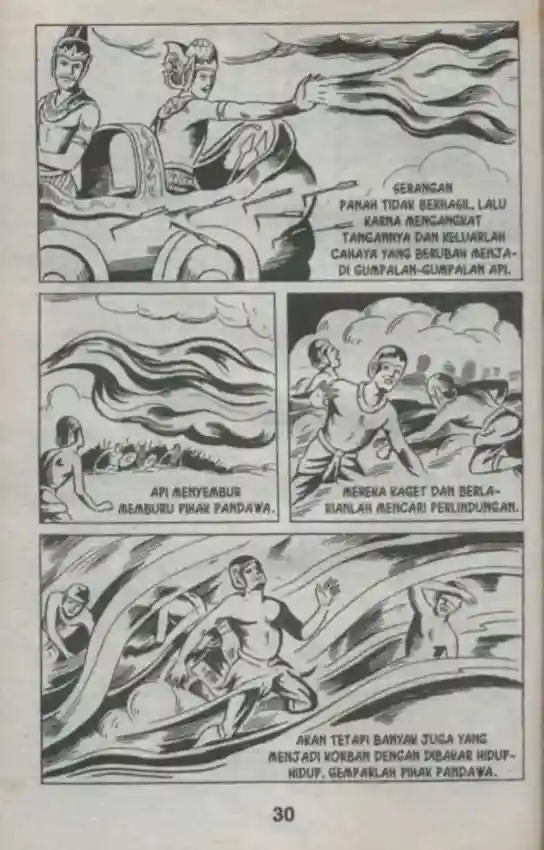 SERANGAN
PANAH TIDAK BERHASIL, LALU
KARNA MENGANGKAT
TANGANNYA DAN KELUARLAH
CAHAYA YANG BERUBAH MENJA-
DI GUMPALAN-GUMPALAN API.
API MENYEMBUR
MEMBURU PIHAK PANDAWA.
MEREKA KAGET DAN BERLA-
RIANLAH MENCARI PERLINDUNGAN.
AKAN TETAPI BANYAK JUGA YANG
MENJADI KORBAN DENGAN DIBAKAR HIDUP-
HIDUP. GEMPARLAH PIHAK PANDAWA.
30